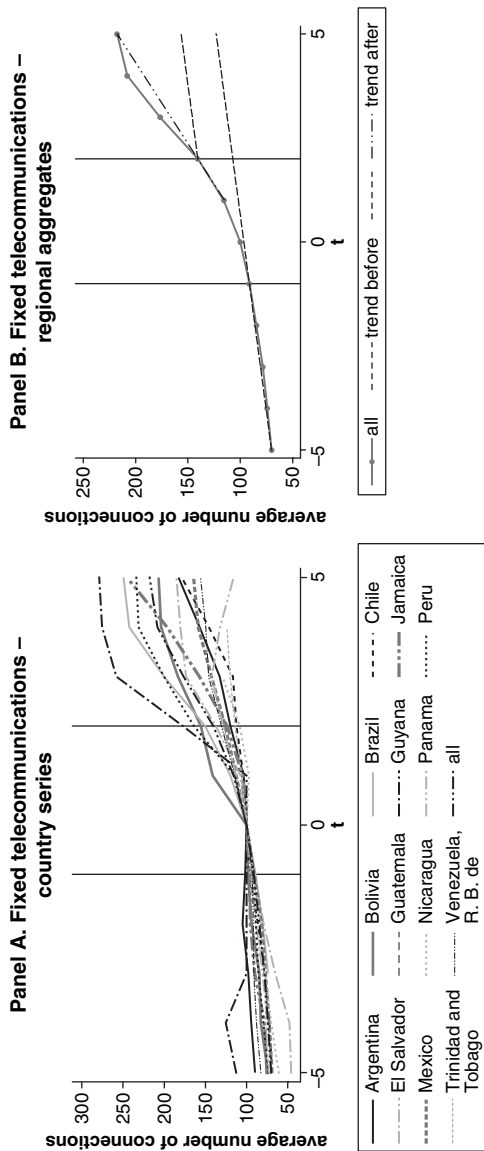 Panel A. Fixed telecommunications –
country series
average number of connections
300
250
200
150
100
50
–5
0
5
t
Argentina
Bolivia
Brazil
Chile
El Salvador
Guatemala
Guyana
Jamaica
Mexico
Nicaragua
Panama
Peru
Trinidad and
Tobago
Venezuela,
R. B. de
all
Panel B. Fixed telecommunications –
regional aggregates
average number of connections
250
200
150
100
50
–5
0
5
t
all
trend before
trend after